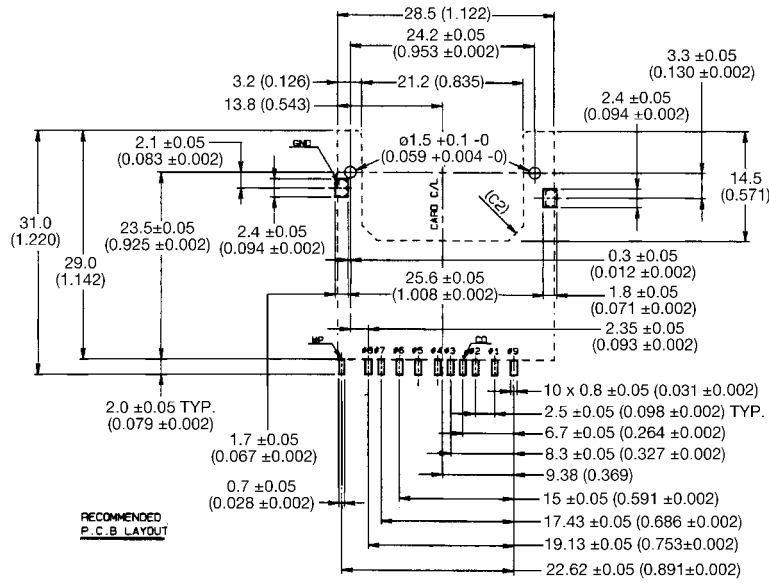 28.5 (1.122)
24.2 ±0.05
(0.953 ±0.002)
3.3 ±0.05
(0.130 ±0.002)
3.2 (0.126)
21.2 (0.835)
13.8 (0.543)
2.4 ±0.05
(0.094 ±0.002)
2.1 ±0.05
(0.083 ±0.002)
GND
ø1.5 +0.1 -0
(0.059 +0.004 -0)
14.5
(0.571)
31.0
(1.220)
29.0
(1.142)
23.5±0.05
(0.925 ±0.002)
2.4 ±0.05
(0.094 ±0.002)
CARD C/L
(C2)
0.3 ±0.05
(0.012 ±0.002)
25.6 ±0.05
(1.008 ±0.002)
1.8 ±0.05
(0.071 ±0.002)
2.35 ±0.05
(0.093 ±0.002)
WP
CD
#8 #7 #6 #5 #4 #3 #2 #1 #9
2.0 ±0.05 TYP.
(0.079 ±0.002)
10 x 0.8 ±0.05 (0.031 ±0.002)
2.5 ±0.05 (0.098 ±0.002) TYP.
1.7 ±0.05
(0.067 ±0.002)
6.7 ±0.05 (0.264 ±0.002)
8.3 ±0.05 (0.327 ±0.002)
9.38 (0.369)
0.7 ±0.05
(0.028 ±0.002)
15 ±0.05 (0.591 ±0.002)
17.43 ±0.05 (0.686 ±0.002)
19.13 ±0.05 (0.753±0.002)
22.62 ±0.05 (0.891±0.002)
RECOMMENDED
P.C.B LAYOUT